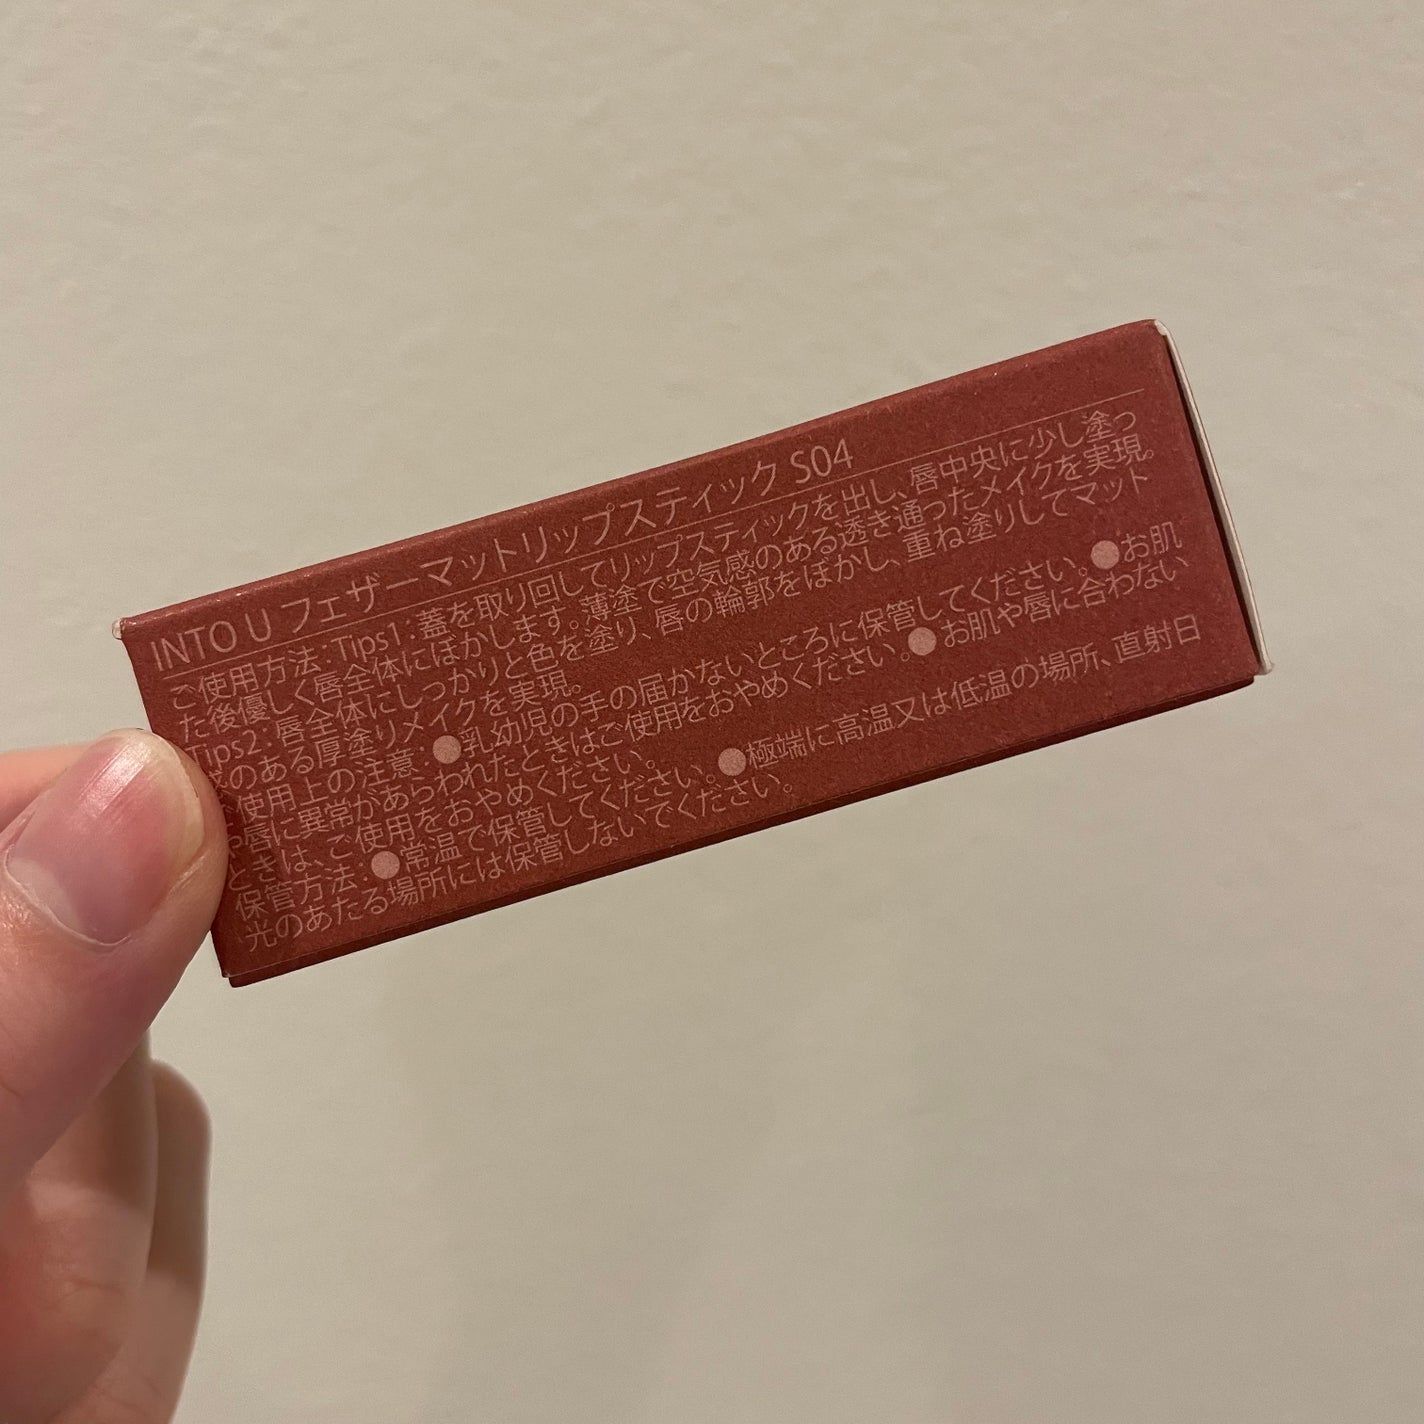 INTO U フェザーマットリップスティック S04
ご使用方法：Tips1：蓋を取り回してリップスティックを出し、唇中央に少し塗っ
た後優しく唇全体にぼかします。薄塗で空気感のある透き通ったメイクを実現。
Tips2：唇全体にしっかりと色を塗り、唇の輪郭をぼかし、重ね塗りしてマット
のある厚塗りメイクを実現。
使用上の注意：●乳幼児の手の届かないところに保管してください。●お肌
や唇に異常があらわれたときはご使用をおやめください。●お肌や唇に合わない
ときは、ご使用をおやめください。
保管方法：●常温で保管してください。●極端に高温又は低温の場所、直射日
光のあたる場所には保管しないでください。